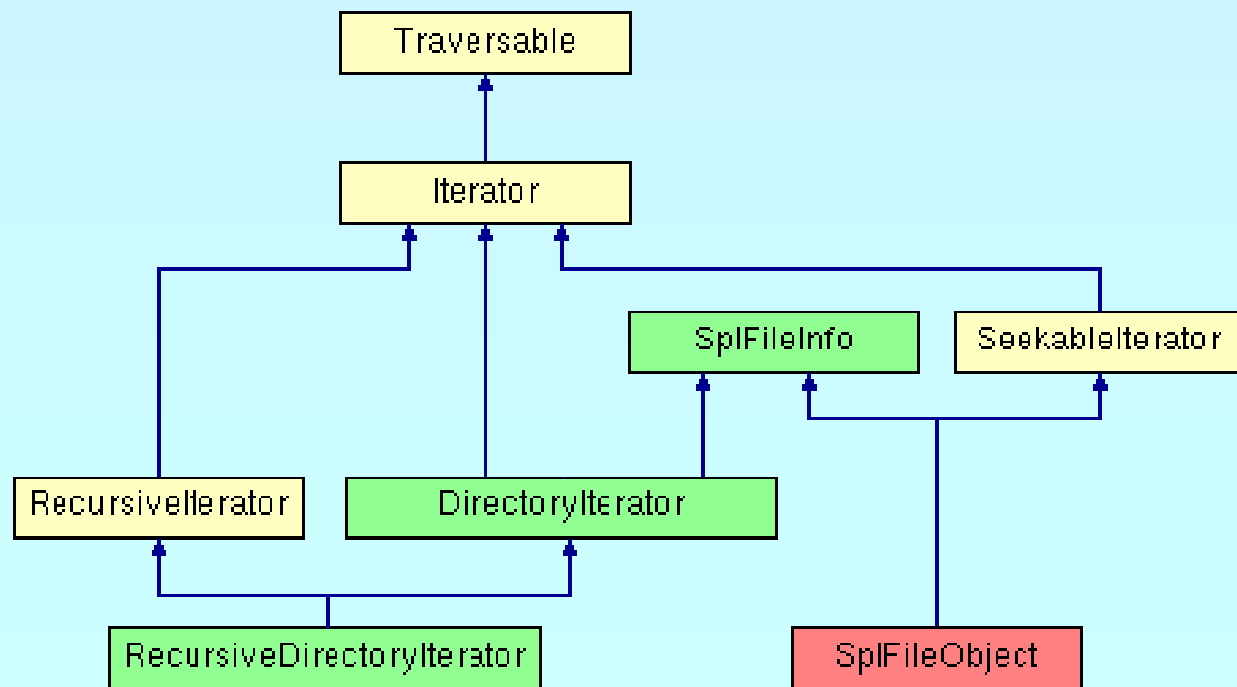 Traversable
Iterator
SplFileInfo
SeekableIterator
RecursiveIterator
DirectoryIterator
RecursiveDirectoryIterator
SplFileObject